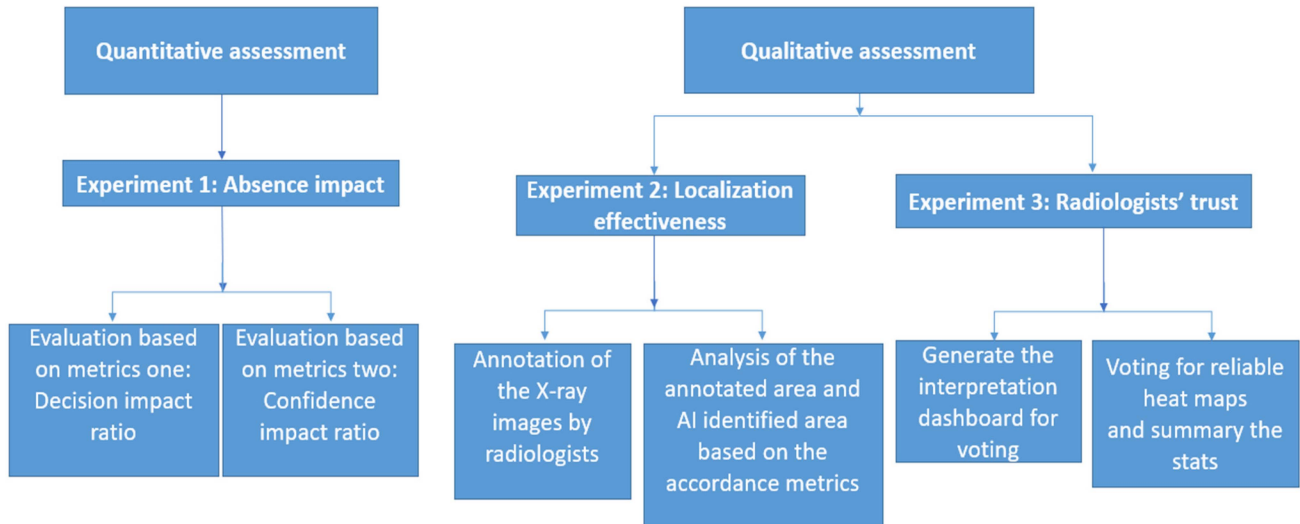 Quantitative assessment
Qualitative assessment
Experiment 1: Absence impact
Experiment 2: Localization
effectiveness
Experiment 3: Radiologists’ trust
Evaluation based
on metrics one:
Decision impact
ratio
Evaluation based
on metrics two:
Confidence
impact ratio
Annotation of
the X-ray
images by
radiologists
Analysis of the
annotated area and
AI identified area
based on the
accordance metrics
Generate the
interpretation
dashboard for
voting
Voting for reliable
heat maps
and summary the
stats